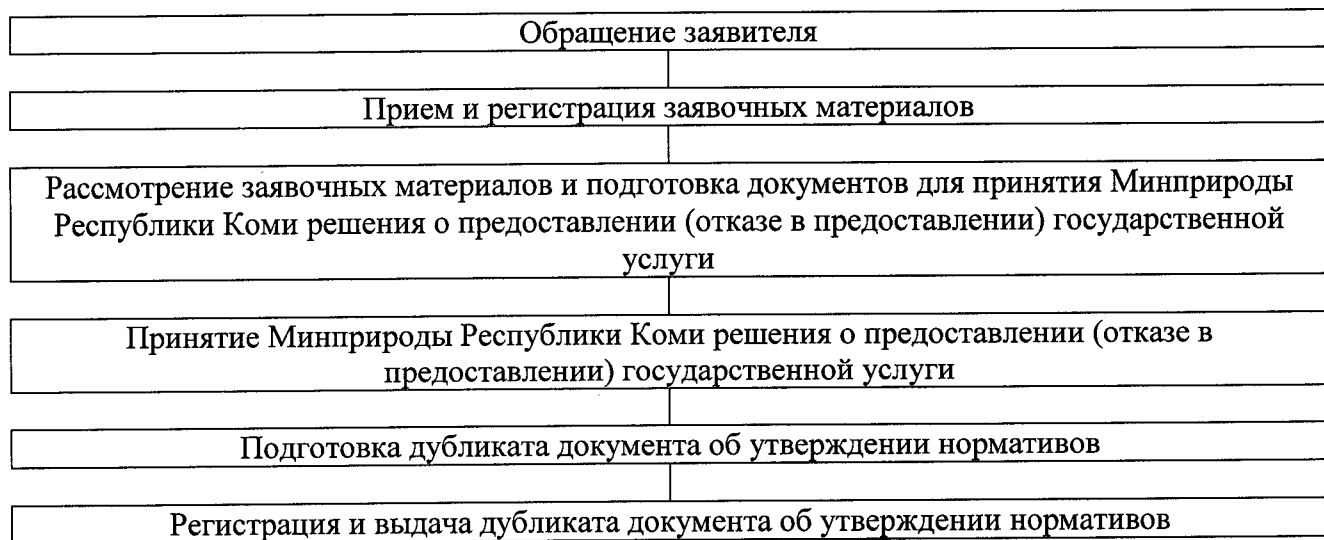 Обращение заявителя
Прием и регистрация заявочных материалов
Рассмотрение заявочных материалов и подготовка документов для принятия Минприроды
Республики Коми решения о предоставлении (отказе в предоставлении) государственной
услуги
Принятие Минприроды Республики Коми решения о предоставлении (отказе в
предоставлении) государственной услуги
Подготовка дубликата документа об утверждении нормативов
Регистрация и выдача дубликата документа об утверждении нормативов